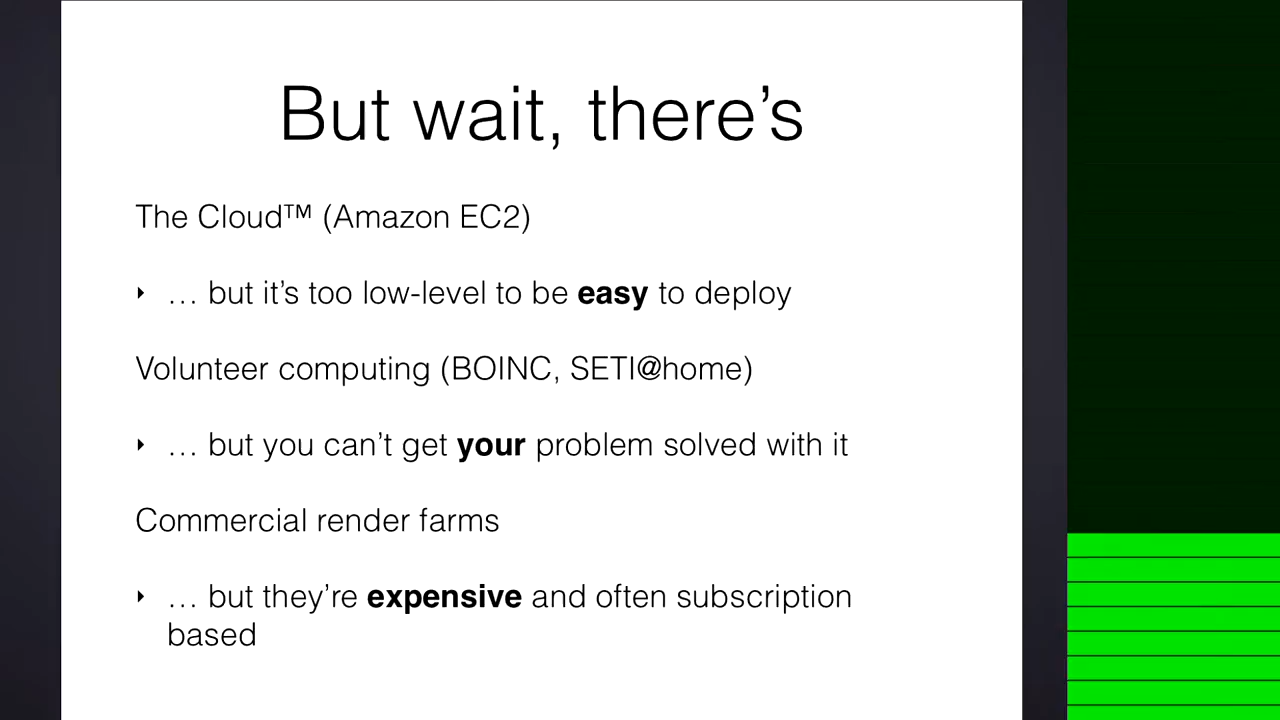 But wait, there’s
The Cloud™ (Amazon EC2)
‣ … but it’s too low-level to be easy to deploy
Volunteer computing (BOINC, SETI@home)
‣ … but you can’t get your problem solved with it
Commercial render farms
‣ … but they’re expensive and often subscription
based